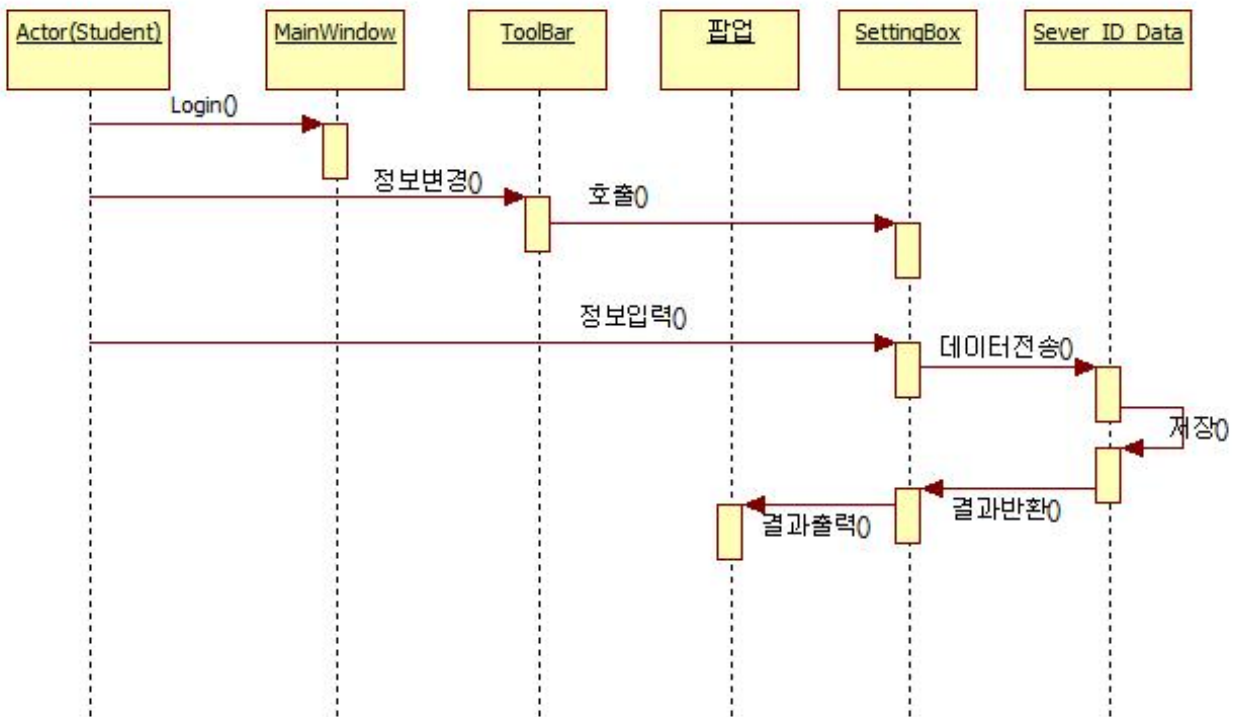 Actor(Student)
MainWindow
ToolBar
팝업
SettingBox
Sever_ID_Data
Login()
정보변경()
호출()
정보입력()
데이터전송()
저장()
결과반환()
결과출력()